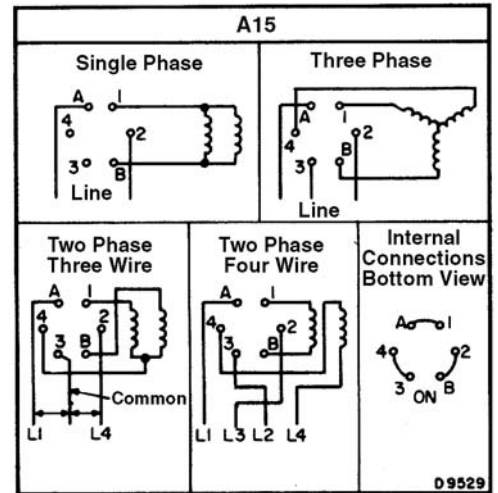 A15
Single Phase
A 1
4 2
3 B
Line
Three Phase
A 1
4 2
3 B
Line
Two Phase
Three Wire
A 1
4 3 2
B
Common
L1 L4
Two Phase
Four Wire
A 1
4 2
3 B
L1 L3 L2 L4
Internal
Connections
Bottom View
A 1
4 2
3 B
ON
D9529